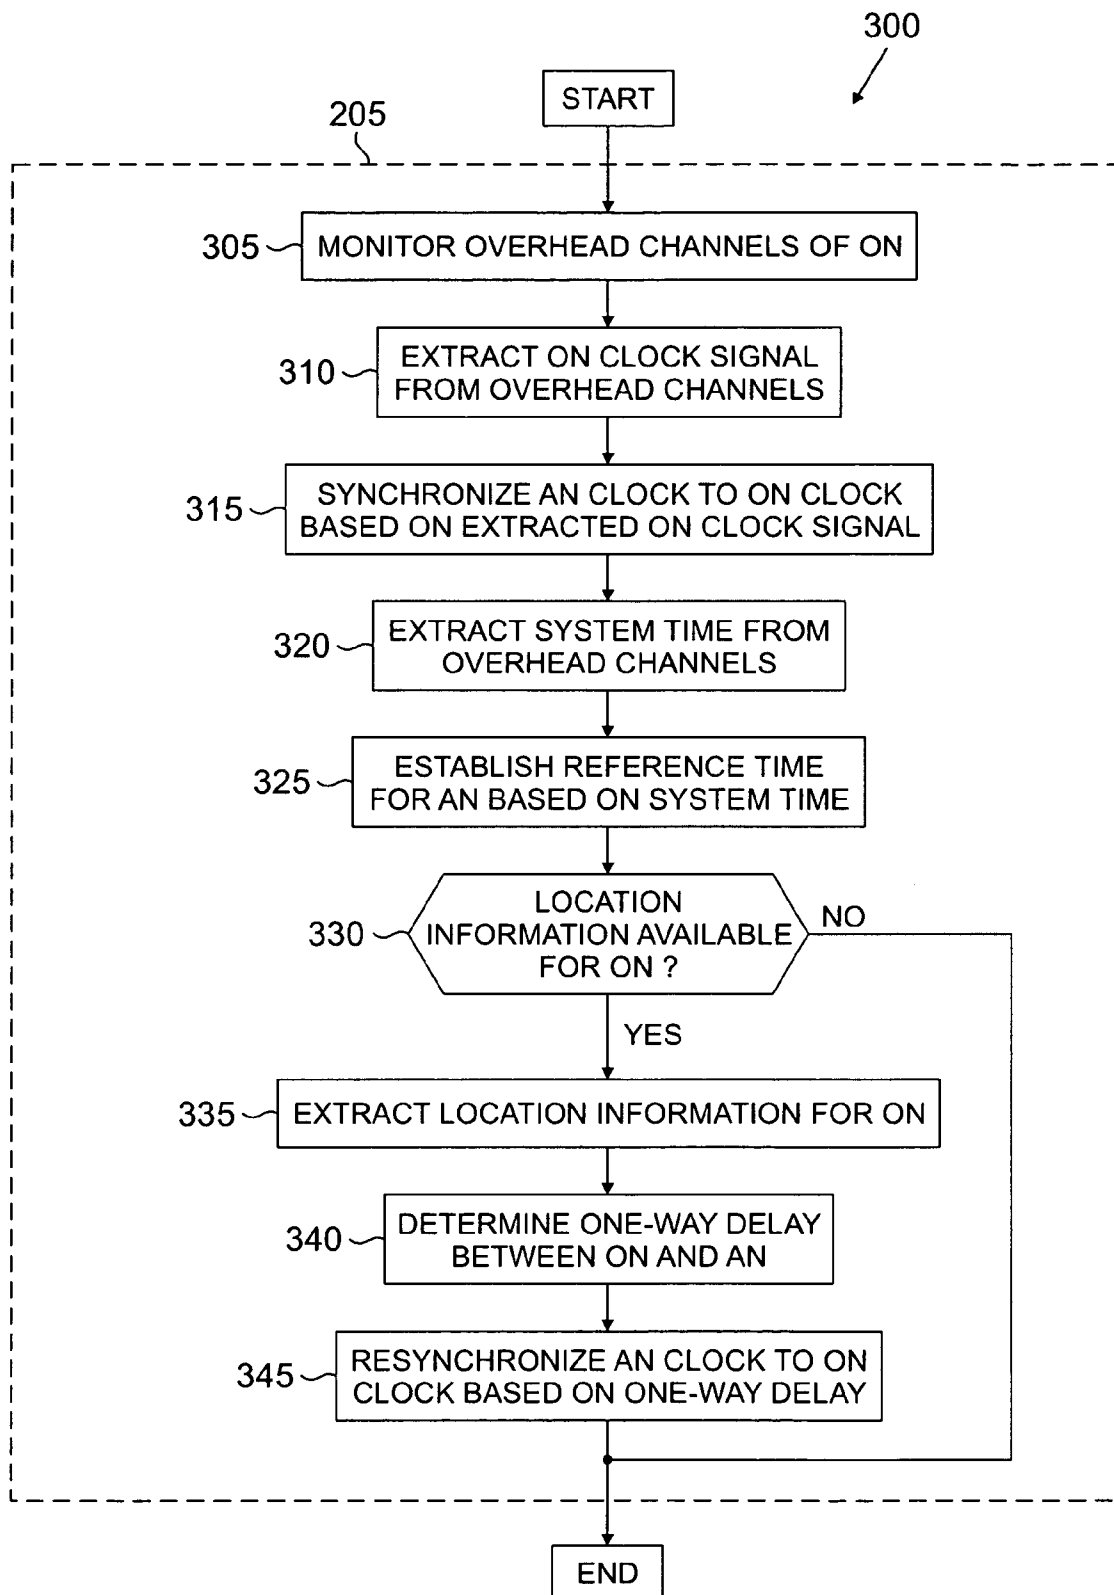 300
START
205
305
MONITOR OVERHEAD CHANNELS OF ON
310
EXTRACT ON CLOCK SIGNAL
FROM OVERHEAD CHANNELS
315
SYNCHRONIZE AN CLOCK TO ON CLOCK
BASED ON EXTRACTED ON CLOCK SIGNAL
320
EXTRACT SYSTEM TIME FROM
OVERHEAD CHANNELS
325
ESTABLISH REFERENCE TIME
FOR AN BASED ON SYSTEM TIME
330
LOCATION
INFORMATION AVAILABLE
FOR ON ?
NO
YES
335
EXTRACT LOCATION INFORMATION FOR ON
340
DETERMINE ONE-WAY DELAY
BETWEEN ON AND AN
345
RESYNCHRONIZE AN CLOCK TO ON
CLOCK BASED ON ONE-WAY DELAY
END